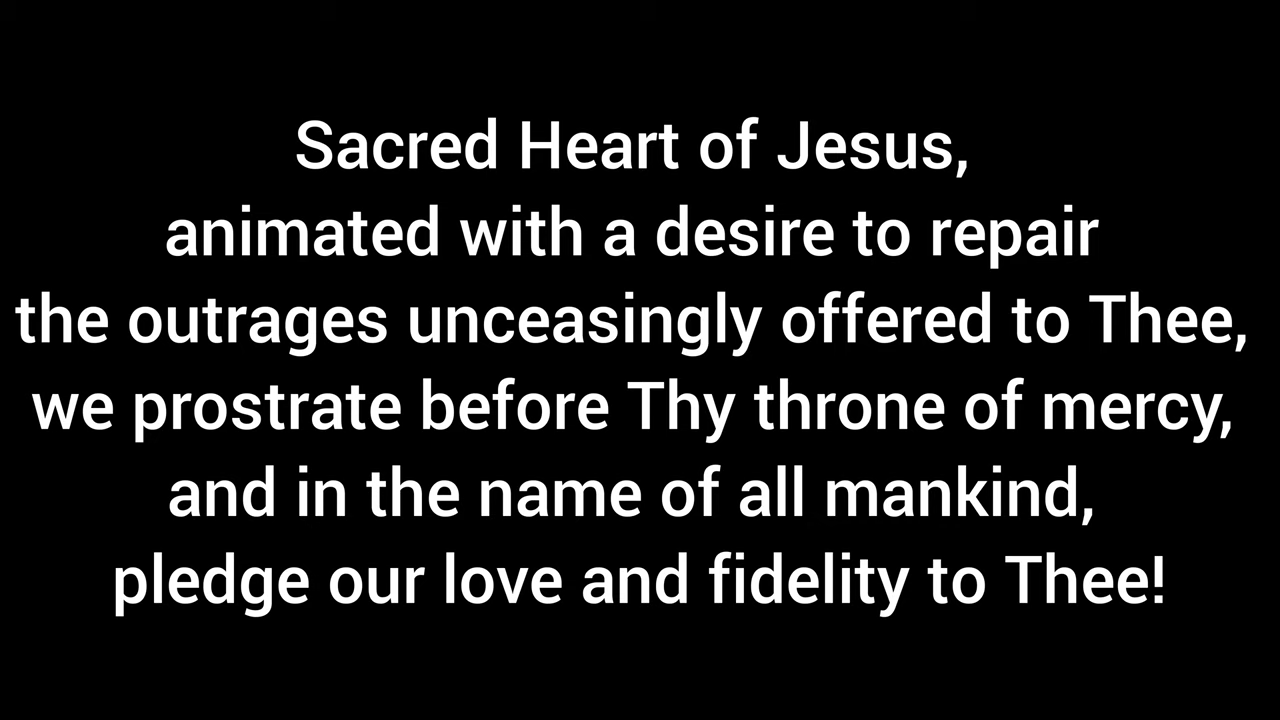 Sacred Heart of Jesus,
animated with a desire to repair
the outrages unceasingly offered to Thee,
we prostrate before Thy throne of mercy,
and in the name of all mankind,
pledge our love and fidelity to Thee!